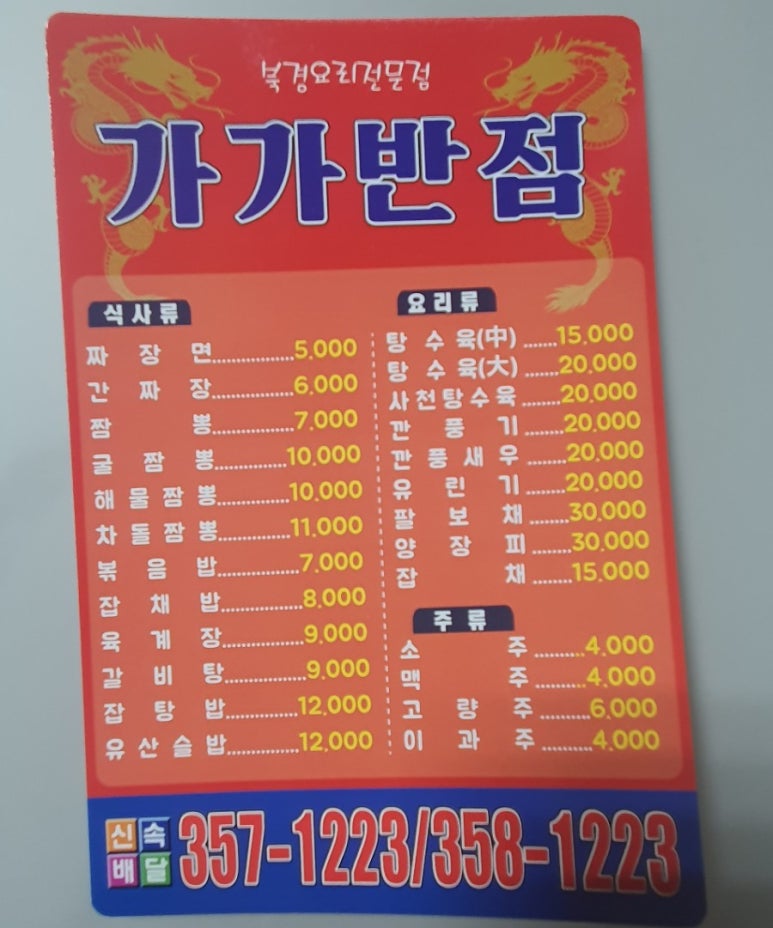 북경요리전문점
가가반점
식사류
짜장면..............5,000
간짜장..............6,000
짬뽕..............7,000
굴짬뽕..............10,000
해물짬뽕............10,000
차돌짬뽕............11,000
볶음밥..............7,000
잡채밥..............8,000
육계장..............9,000
갈비탕..............9,000
잡탕밥............12,000
유산슬밥............12,000
요리류
탕수육(中)......15,000
탕수육(大)......20,000
사천탕수육......20,000
깐풍기.......20,000
깐풍새우......20,000
유린기.......20,000
팔보채.......30,000
양장피.......30,000
잡채.......15,000
주류
소주.........4,000
맥주.........4,000
고량주.........6,000
이과주.........4,000
신속배달 357-1223/358-1223